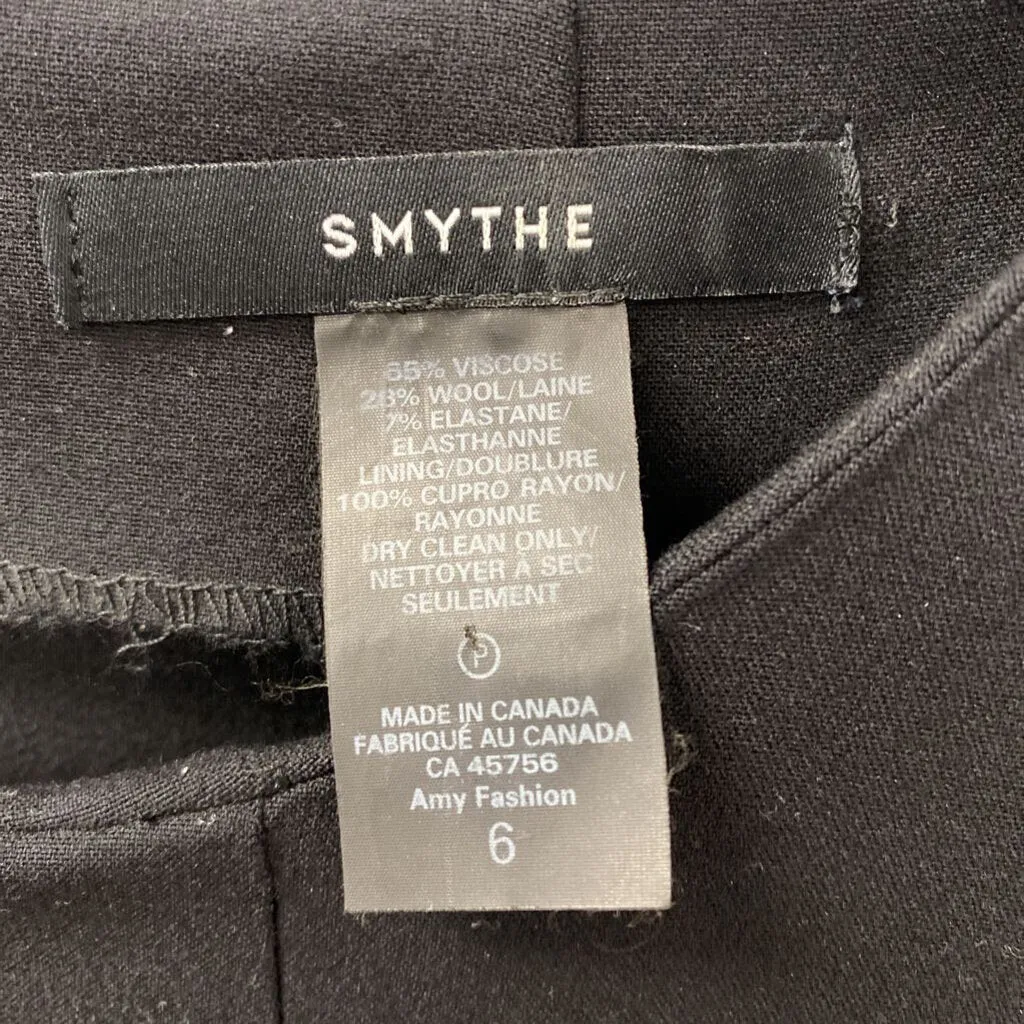 SMYTHE
65% VISCOSE
28% WOOL/LAINE
7% ELASTANE/
ELASTHANNE
LINING/DOUBLURE
100% CUPRO RAYON/
RAYONNE
DRY CLEAN ONLY/
NETTOYER À SEC
SEULEMENT
P
MADE IN CANADA
FABRIQUÉ AU CANADA
CA 45756
Amy Fashion
6